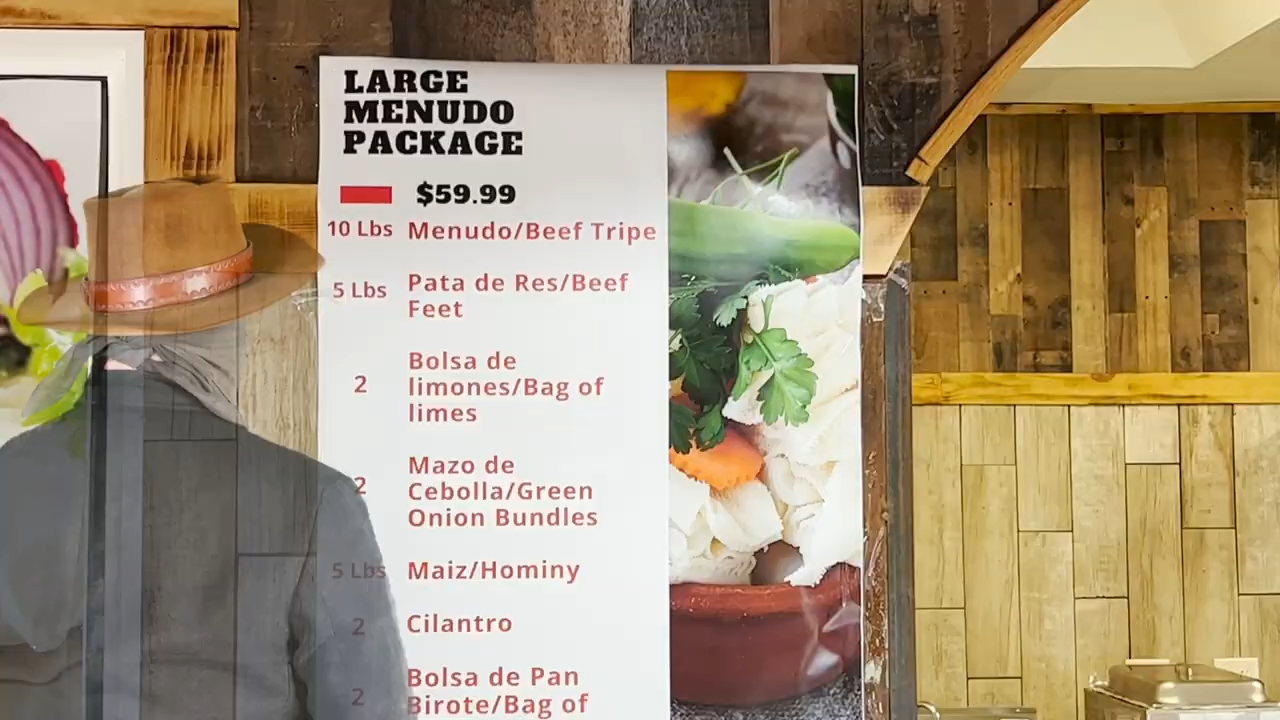 LARGE
MENUDO
PACKAGE
$59.99
10 Lbs Menudo/Beef Tripe
5 Lbs Pata de Res/Beef
Feet
2 Bolsa de
limones/Bag of
limes
2 Mazo de
Cebolla/Green
Onion Bundles
5 Lbs Maiz/Hominy
2 Cilantro
2 Bolsa de Pan
Birote/Bag of